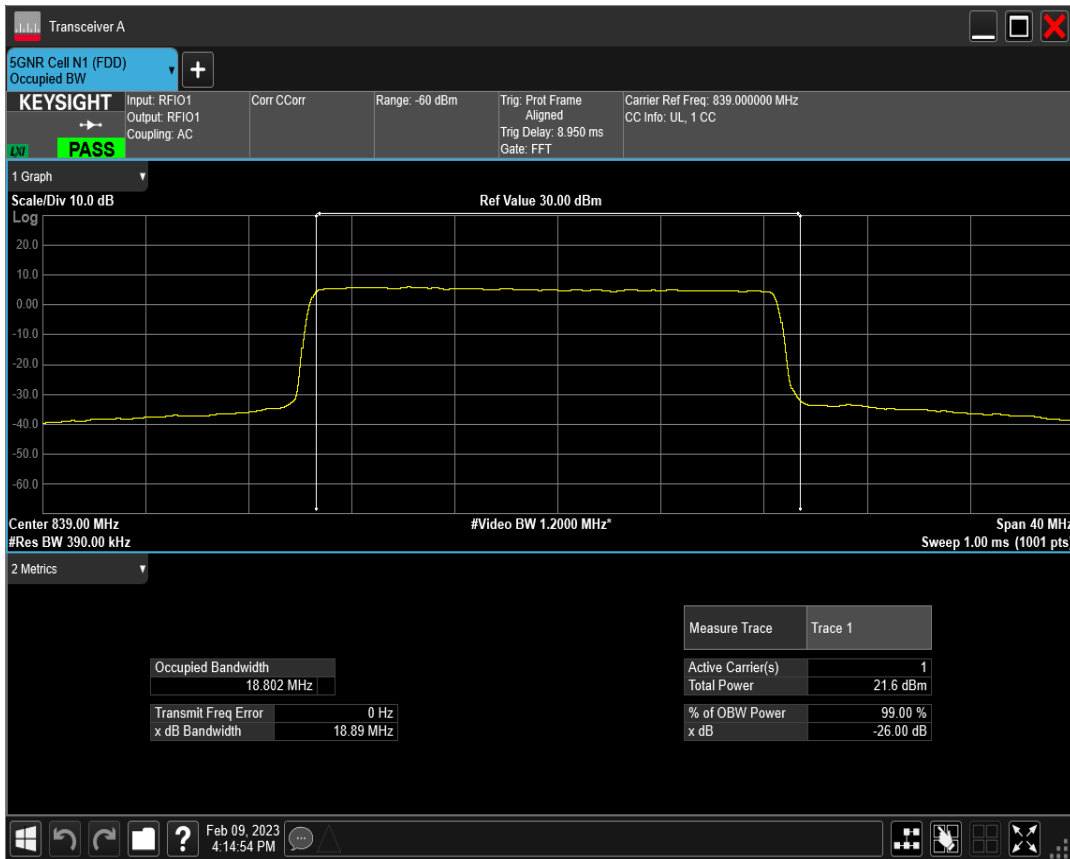 Transceiver A
5GNR Cell N1 (FDD)
Occupied BW
+
KEYSIGHT
LXI
PASS
Input: RFIO1
Output: RFIO1
Coupling: AC
Corr CCorr
Range: -60 dBm
Trig: Prot Frame
Aligned
Trig Delay: 8.950 ms
Gate: FFT
Carrier Ref Freq: 839.000000 MHz
CC Info: UL, 1 CC
1 Graph
Scale/Div 10.0 dB
Ref Value 30.00 dBm
Log
20.0
10.0
0.00
-10.0
-20.0
-30.0
-40.0
-50.0
-60.0
Center 839.00 MHz
#Video BW 1.2000 MHz*
Span 40 MHz
#Res BW 390.00 kHz
Sweep 1.00 ms (1001 pts)
2 Metrics
Measure Trace Trace 1
Occupied Bandwidth
18.802 MHz
Active Carrier(s) 1
Total Power 21.6 dBm
Transmit Freq Error 0 Hz
x dB Bandwidth 18.89 MHz
% of OBW Power 99.00 %
x dB -26.00 dB
?
Feb 09, 2023
4:14:54 PM